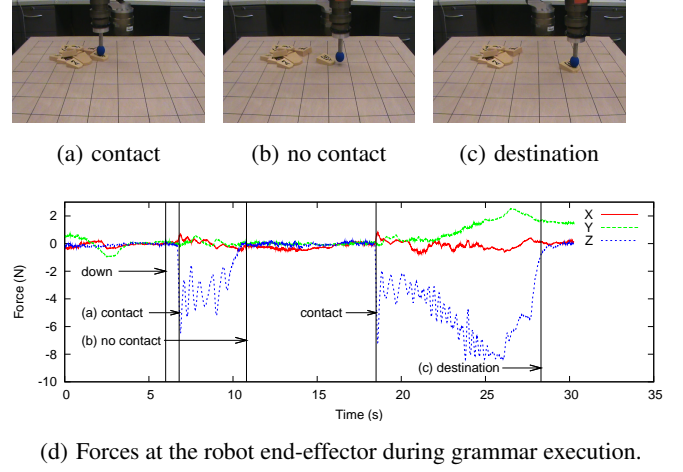 (a) contact
(b) no contact
(c) destination
2
0
-2
-4
-6
-8
-10
Force (N)
X
Y
Z
down
(a) contact
(b) no contact
contact
(c) destination
0
5
10
15
20
25
30
35
Time (s)
(d) Forces at the robot end-effector during grammar execution.